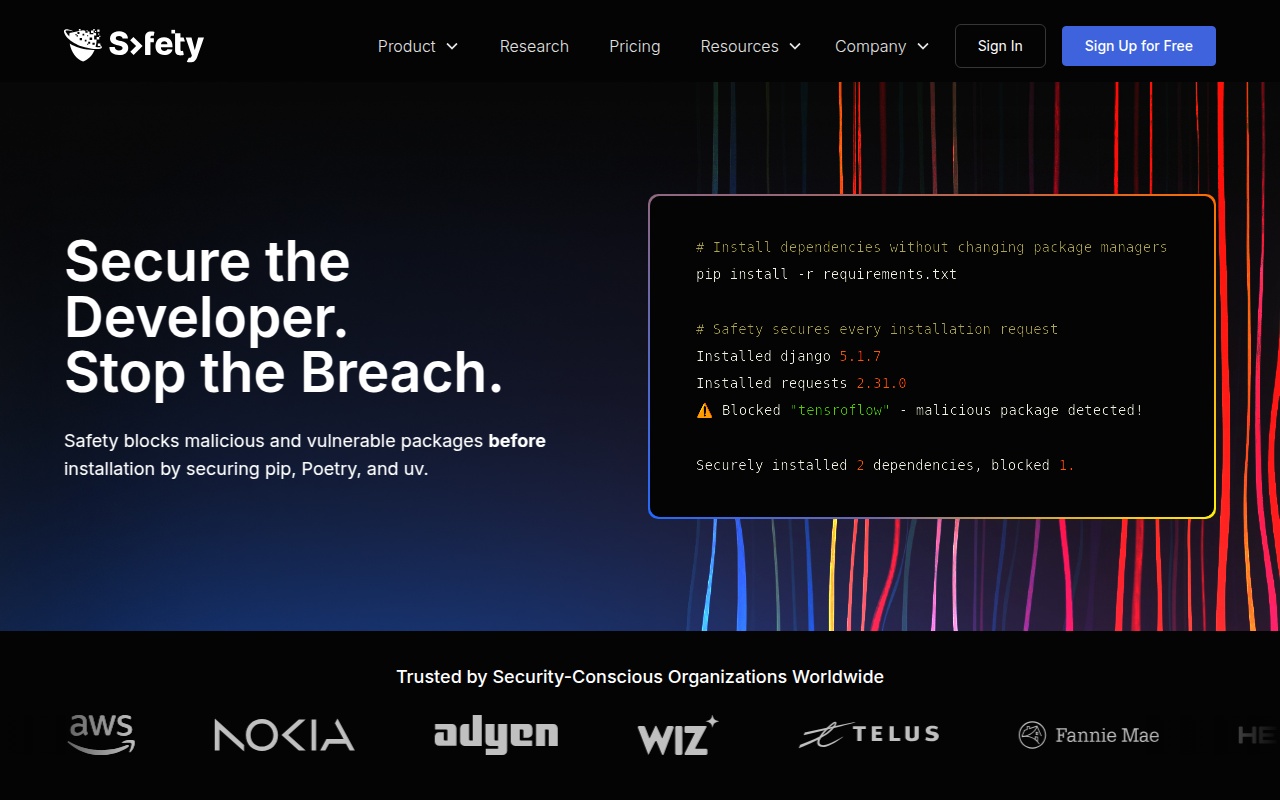 S>fety
Product
Research
Pricing
Resources
Company
Sign In
Sign Up for Free
Secure the
Developer.
Stop the Breach.
Safety blocks malicious and vulnerable packages before
installation by securing pip, Poetry, and uv.
# Install dependencies without changing package managers
pip install -r requirements.txt
# Safety secures every installation request
Installed django 5.1.7
Installed requests 2.31.0
⚠️ Blocked "tensroflow" - malicious package detected!
Securely installed 2 dependencies, blocked 1.
Trusted by Security-Conscious Organizations Worldwide
aws
NOKIA
adyen
WIZ
TELUS
Fannie Mae
HE